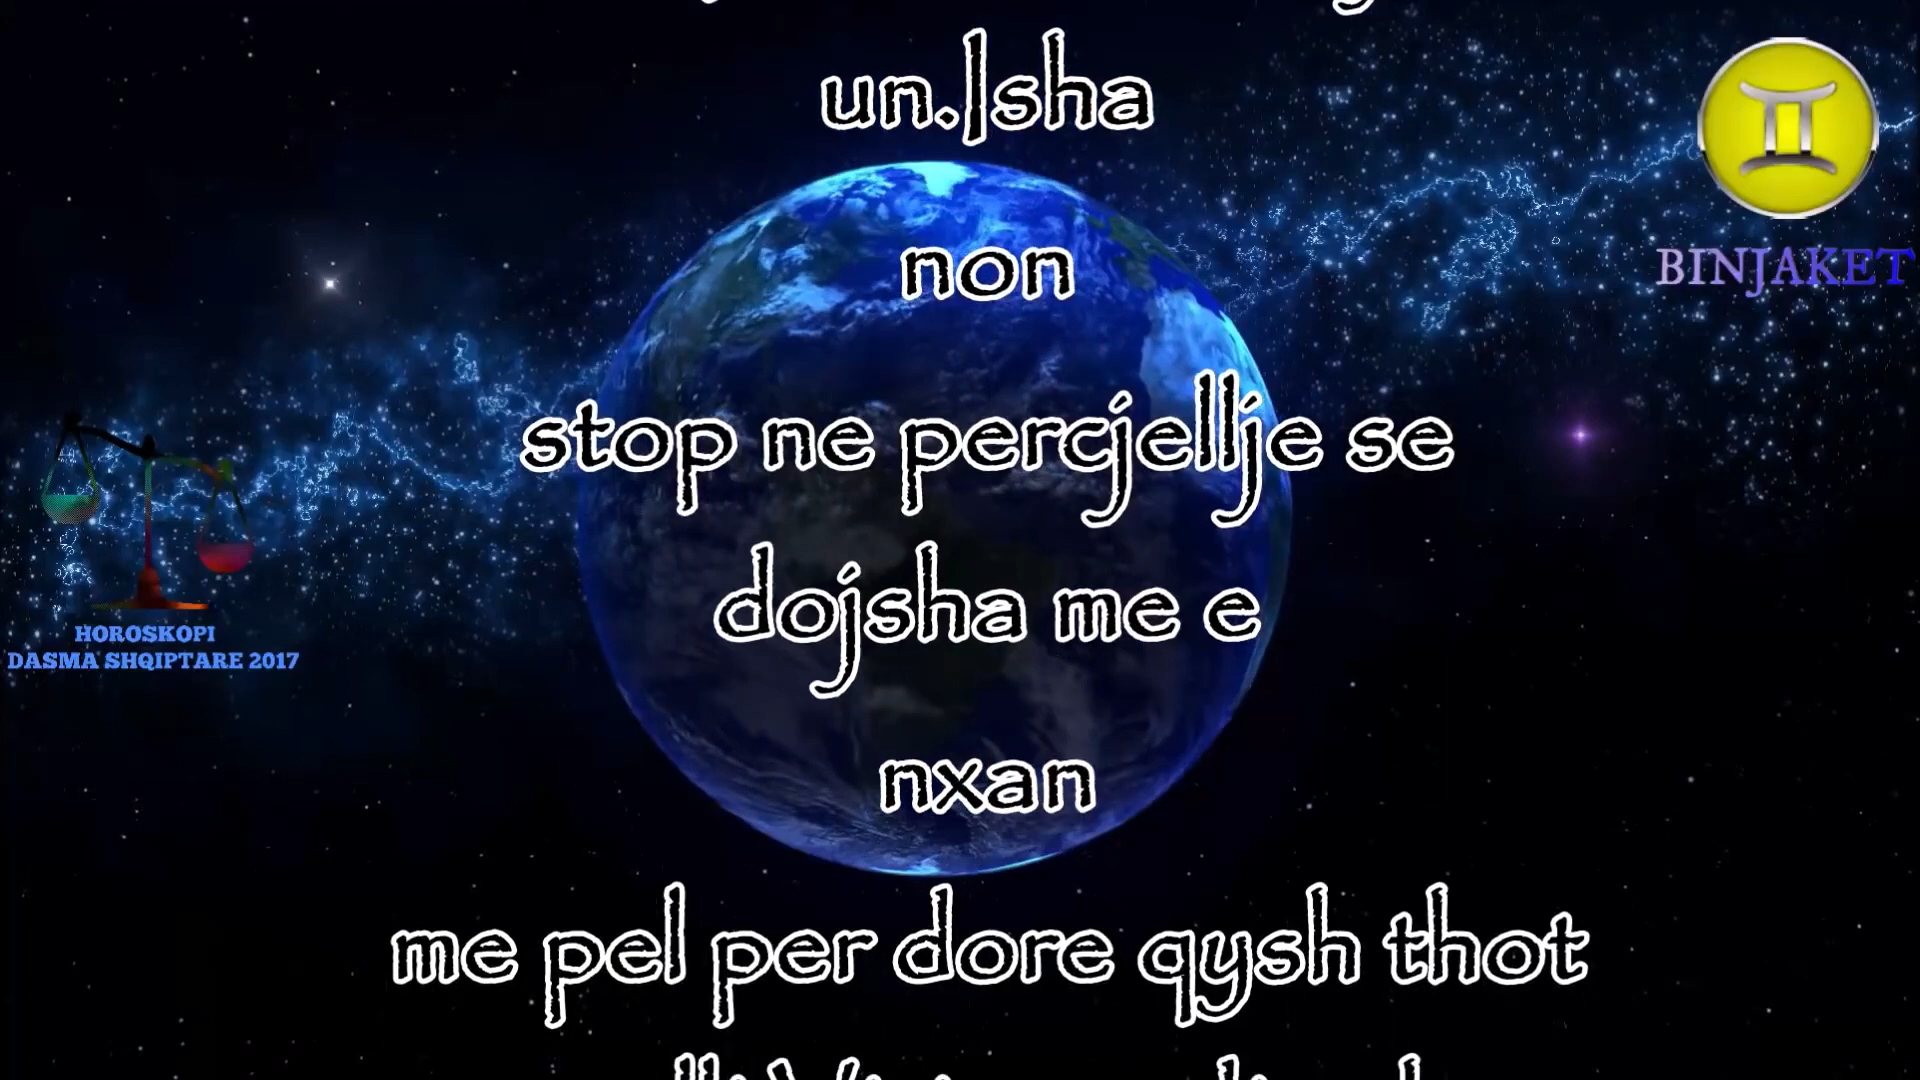 un.Isha
non
stop ne percjellje se
dojsha me e
nxan
me pel per dore qysh thot
BINJAKET
HOROSKOPI
DASMA SHQIPTARE 2017